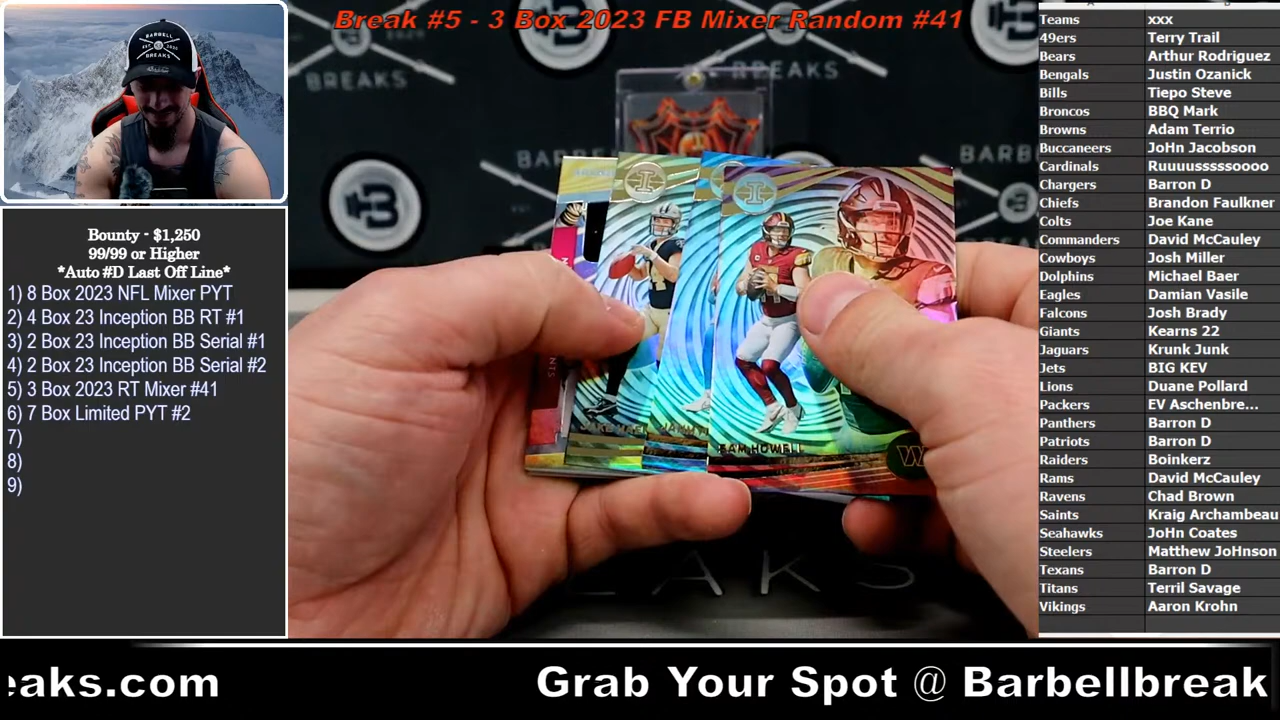 Break #5 - 3 Box 2023 FB Mixer Random #41
BARBELL
BREAKS
BREAKS
BREAKS
Bounty - $1,250
99/99 or Higher
*Auto #D Last Off Line*
1) 8 Box 2023 NFL Mixer PYT
2) 4 Box 23 Inception BB RT #1
3) 2 Box 23 Inception BB Serial #1
4) 2 Box 23 Inception BB Serial #2
5) 3 Box 2023 RT Mixer #41
6) 7 Box Limited PYT #2
7)
8)
9)
SAM HOWELL
Teams xxx
49ers Terry Trail
Bears Arthur Rodriguez
Bengals Justin Ozanick
Bills Tiepo Steve
Broncos BBQ Mark
Browns Adam Terrio
Buccaneers JoHn Jacobson
Cardinals Ruuuusssssoooo
Chargers Barron D
Chiefs Brandon Faulkner
Colts Joe Kane
Commanders David McCauley
Cowboys Josh Miller
Dolphins Michael Baer
Eagles Damian Vasile
Falcons Josh Brady
Giants Kearns 22
Jaguars Krunk Junk
Jets BIG KEV
Lions Duane Pollard
Packers EV Aschenbre...
Panthers Barron D
Patriots Barron D
Raiders Boinkerz
Rams David McCauley
Ravens Chad Brown
Saints Kraig Archambeau
Seahawks JoHn Coates
Steelers Matthew JoHnson
Texans Barron D
Titans Terril Savage
Vikings Aaron Krohn
eaks.com Grab Your Spot @ Barbellbreak